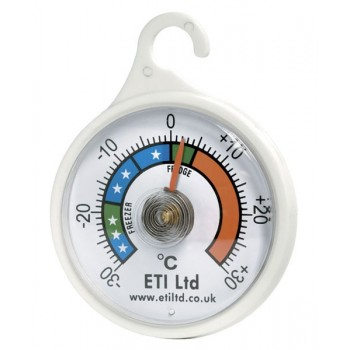 0
-10
+10
FRIDGE
-20
+20
FREEZER
-30
+30
°C
ETI Ltd
www.etiltd.co.uk